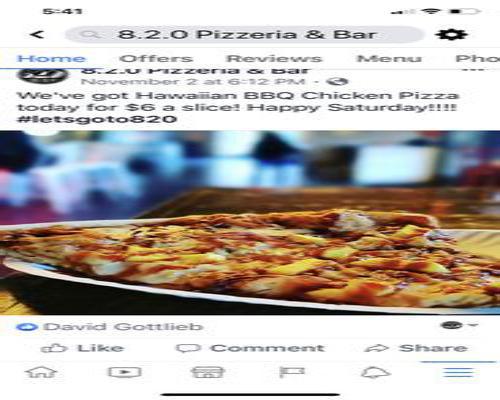 5:41
8.2.0 Pizzeria & Bar
Home Offers Reviews Menu Pho
8.2.0 Pizzeria & Bar
November 2 at 6:12 PM ·
We've got Hawaiian BBQ Chicken Pizza
today for $6 a slice! Happy Saturday!!!!
#letsgoto820
David Gottlieb
Like Comment Share